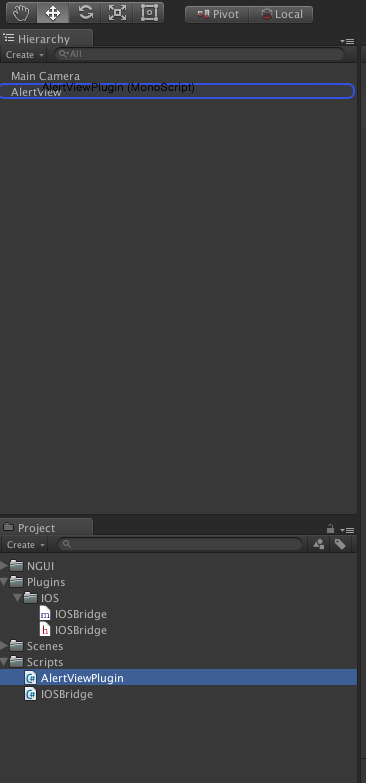 Pivot Local
Hierarchy
Create All
Main Camera
AlertViewPlugin (MonoScript)
AlertView
Project
Create
NGUI
Plugins
IOS
m IOSBridge
h IOSBridge
Scenes
Scripts
C# AlertViewPlugin
C# IOSBridge